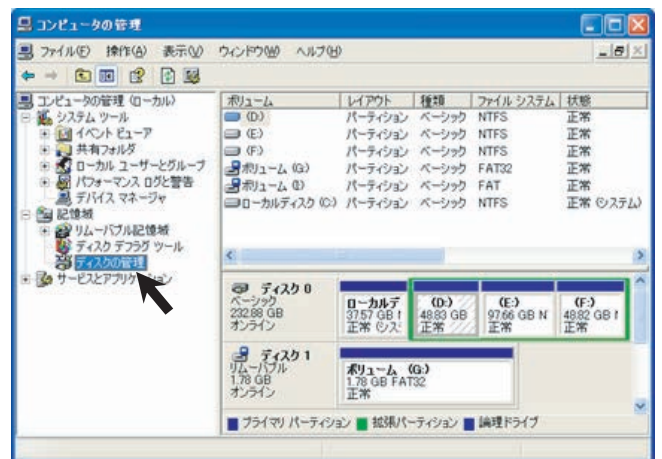 コンピュータの管理
ファイル(F) 操作(A) 表示(V) ウィンドウ(W) ヘルプ(H)
コンピュータの管理 (ローカル)
システム ツール
イベント ビューア
共有フォルダ
ローカル ユーザーとグループ
パフォーマンス ログと警告
デバイス マネージャ
記憶域
リムーバブル記憶域
ディスク デフラグ ツール
ディスクの管理
サービスとアプリケーション
ボリューム レイアウト 種類 ファイル システム 状態
(D:) パーティション ベーシック NTFS 正常
(E:) パーティション ベーシック NTFS 正常
(F:) パーティション ベーシック NTFS 正常
ボリューム (G:) パーティション ベーシック FAT32 正常
ボリューム (I:) パーティション ベーシック FAT 正常
ローカルディスク (C:) パーティション ベーシック NTFS 正常 (システム)
ディスク 0
ベーシック
232.88 GB
オンライン
ローカルデ
37.57 GB
正常 (シス
(D:)
48.83 GB
正常
(E:)
97.66 GB N
正常
(F:)
48.82 GB
正常
ディスク 1
リムーバブル
1.78 GB
オンライン
ボリューム (G:)
1.78 GB FAT32
正常
プライマリ パーティション 拡張パーティション 論理ドライブ